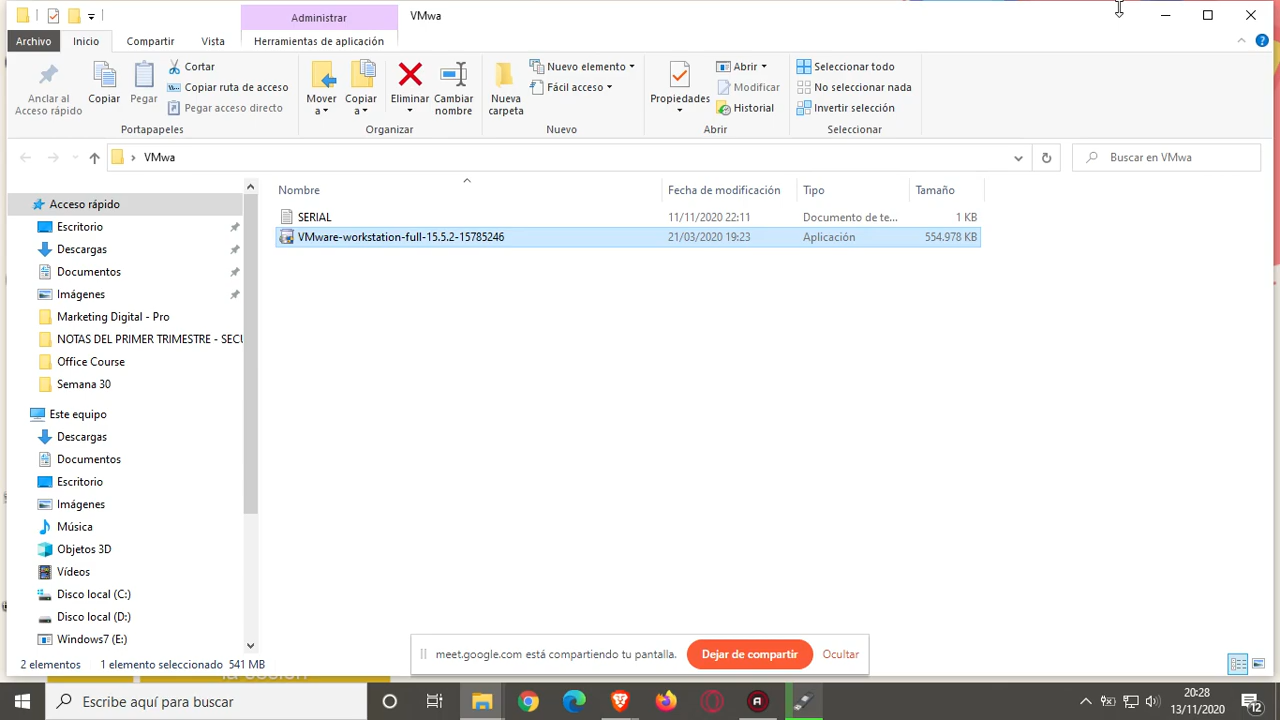 Administrar
VMwa
Archivo
Inicio
Compartir
Vista
Herramientas de aplicación
Anclar al
Acceso rápido
Copiar
Pegar
Cortar
Copiar ruta de acceso
Pegar acceso directo
Portapapeles
Mover
a
Copiar
a
Eliminar
Cambiar
nombre
Organizar
Nueva
carpeta
Nuevo elemento
Fácil acceso
Nuevo
Propiedades
Abrir
Modificar
Historial
Abrir
Seleccionar todo
No seleccionar nada
Invertir selección
Seleccionar
VMwa
Buscar en VMwa
Nombre
Fecha de modificación
Tipo
Tamaño
SERIAL
11/11/2020 22:11
Documento de te...
1 KB
VMware-workstation-full-15.5.2-15785246
21/03/2020 19:23
Aplicación
554.978 KB
Acceso rápido
Escritorio
Descargas
Documentos
Imágenes
Marketing Digital - Pro
NOTAS DEL PRIMER TRIMESTRE - SECU
Office Course
Semana 30
Este equipo
Descargas
Documentos
Escritorio
Imágenes
Música
Objetos 3D
Vídeos
Disco local (C:)
Disco local (D:)
Windows7 (E:)
2 elementos
1 elemento seleccionado 541 MB
meet.google.com está compartiendo tu pantalla.
Dejar de compartir
Ocultar
Escribe aquí para buscar
20:28
13/11/2020
12